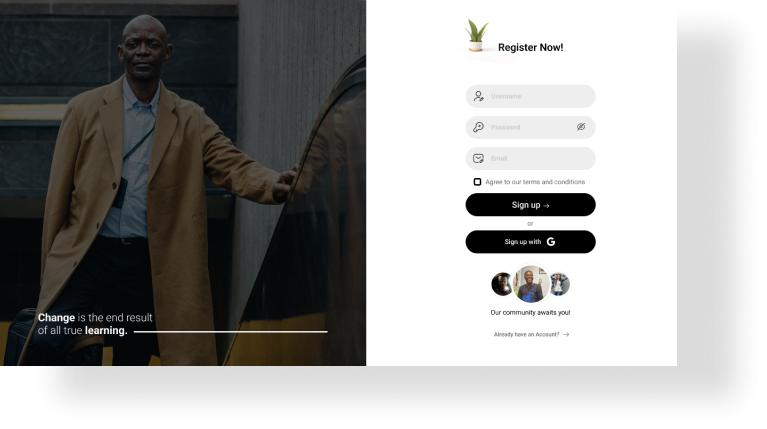 Register Now!
Username
Password
Email
Agree to our terms and conditions
Sign up →
or
Sign up with G
Our community awaits you!
Already have an Account? →
Change is the end result
of all true learning.